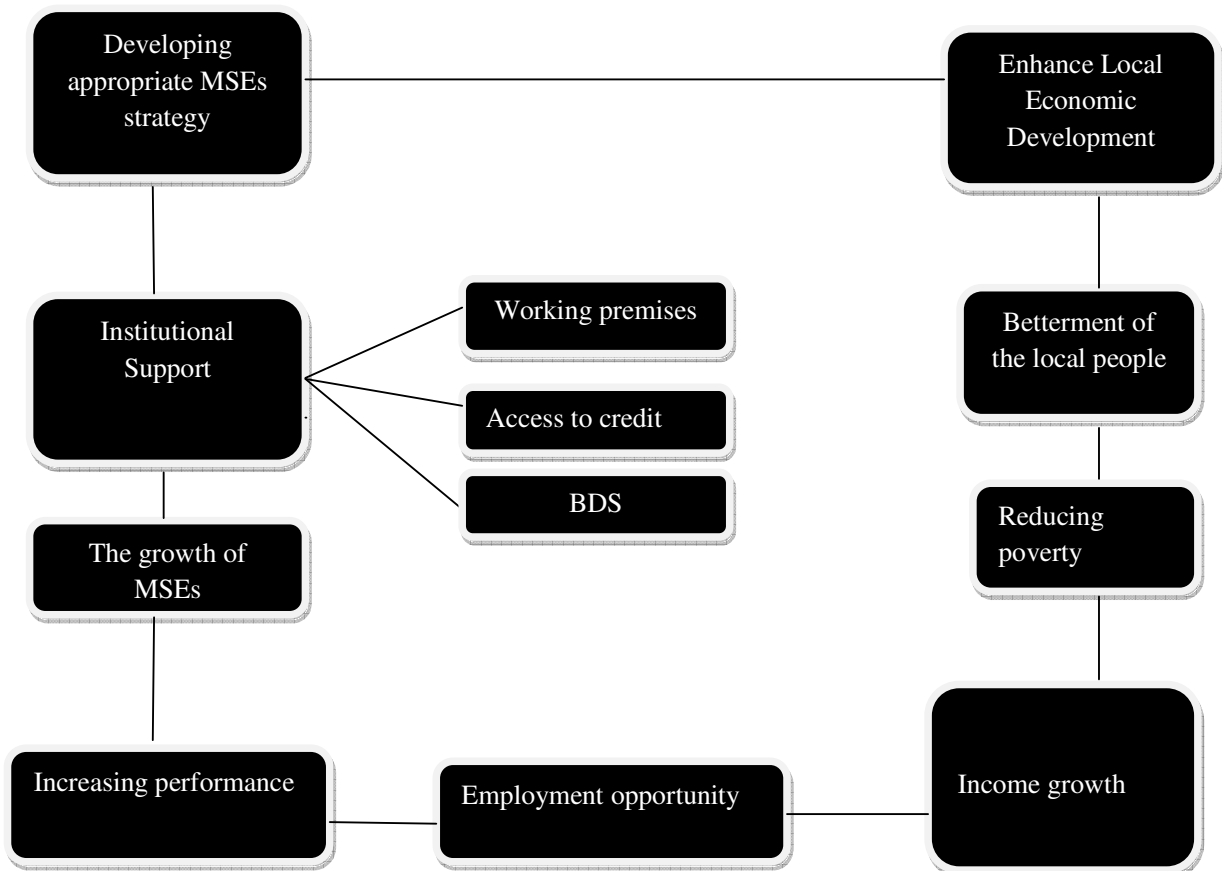 Developing
appropriate MSEs
strategy
Enhance Local
Economic
Development
Institutional
Support
.
Working premises
Access to credit
BDS
Betterment of
the local people
The growth of
MSEs
Reducing
poverty
Increasing performance
Employment opportunity
Income growth